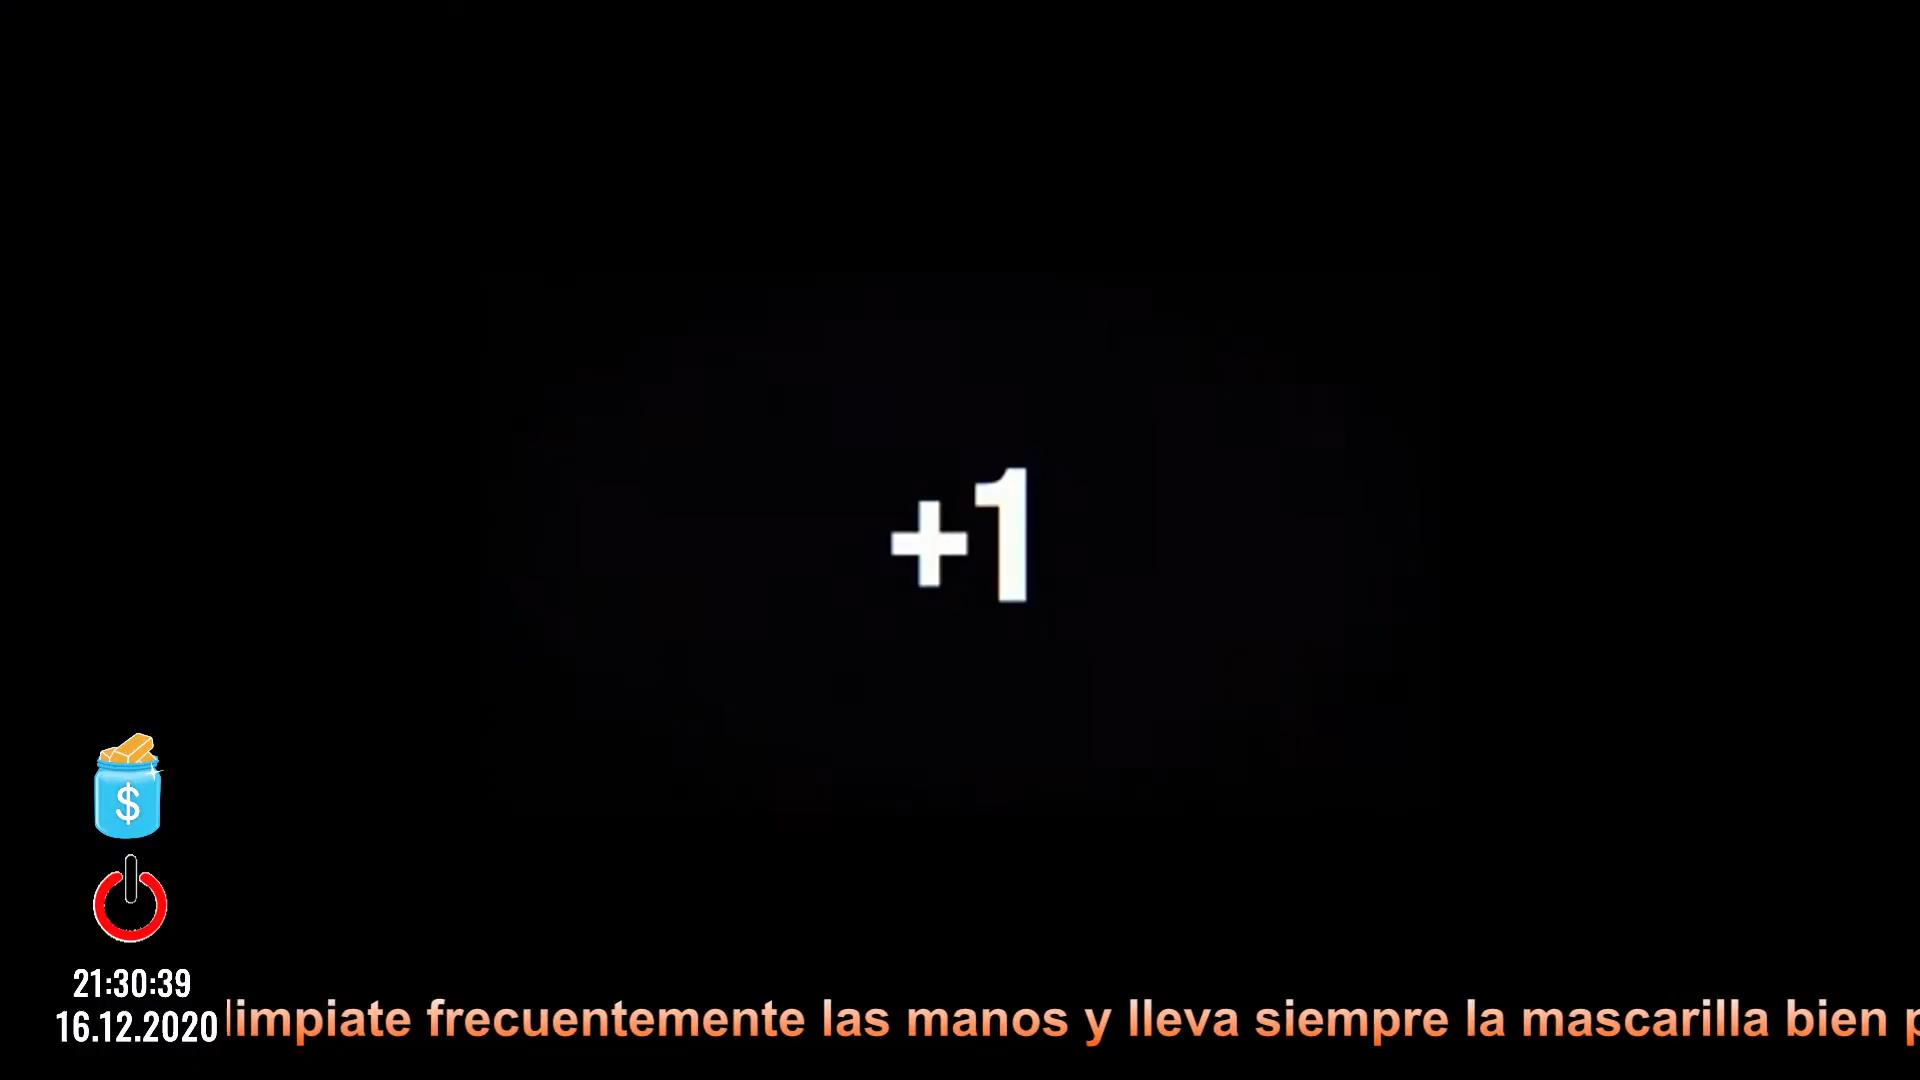 +1
$
21:30:39
16.12.2020
limpiate frecuentemente las manos y lleva siempre la mascarilla bien